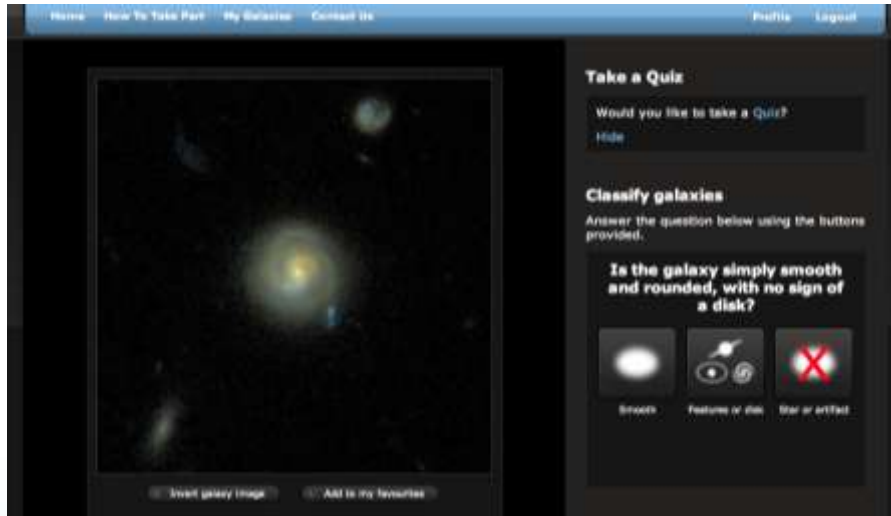 Home How To Take Part My Galaxies Contact Us Profile Logout
Take a Quiz
Would you like to take a Quiz?
Hide
Classify galaxies
Answer the question below using the buttons
provided.
Is the galaxy simply smooth
and rounded, with no sign of
a disk?
Smooth Features or disk Star or artifact
Invert galaxy image Add to my favourites